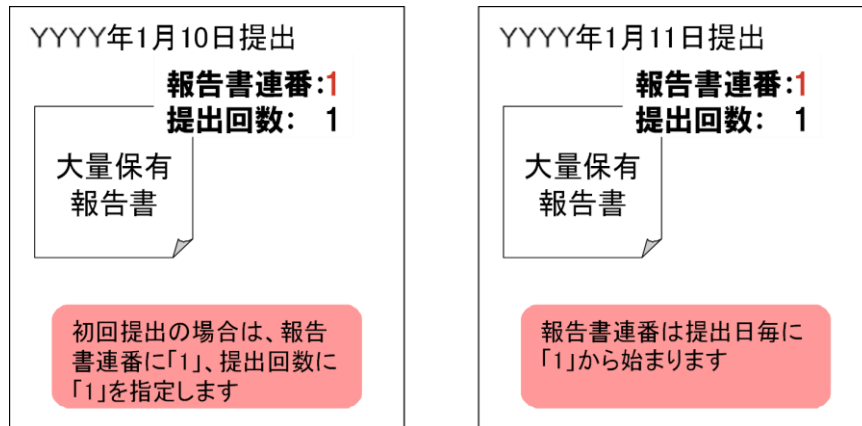 YYYY年1月10日提出
報告書連番:1
提出回数: 1
大量保有
報告書
初回提出の場合は、報告
書連番に「1」、提出回数に
「1」を指定します
YYYY年1月11日提出
報告書連番:1
提出回数: 1
大量保有
報告書
報告書連番は提出日毎に
「1」から始まります